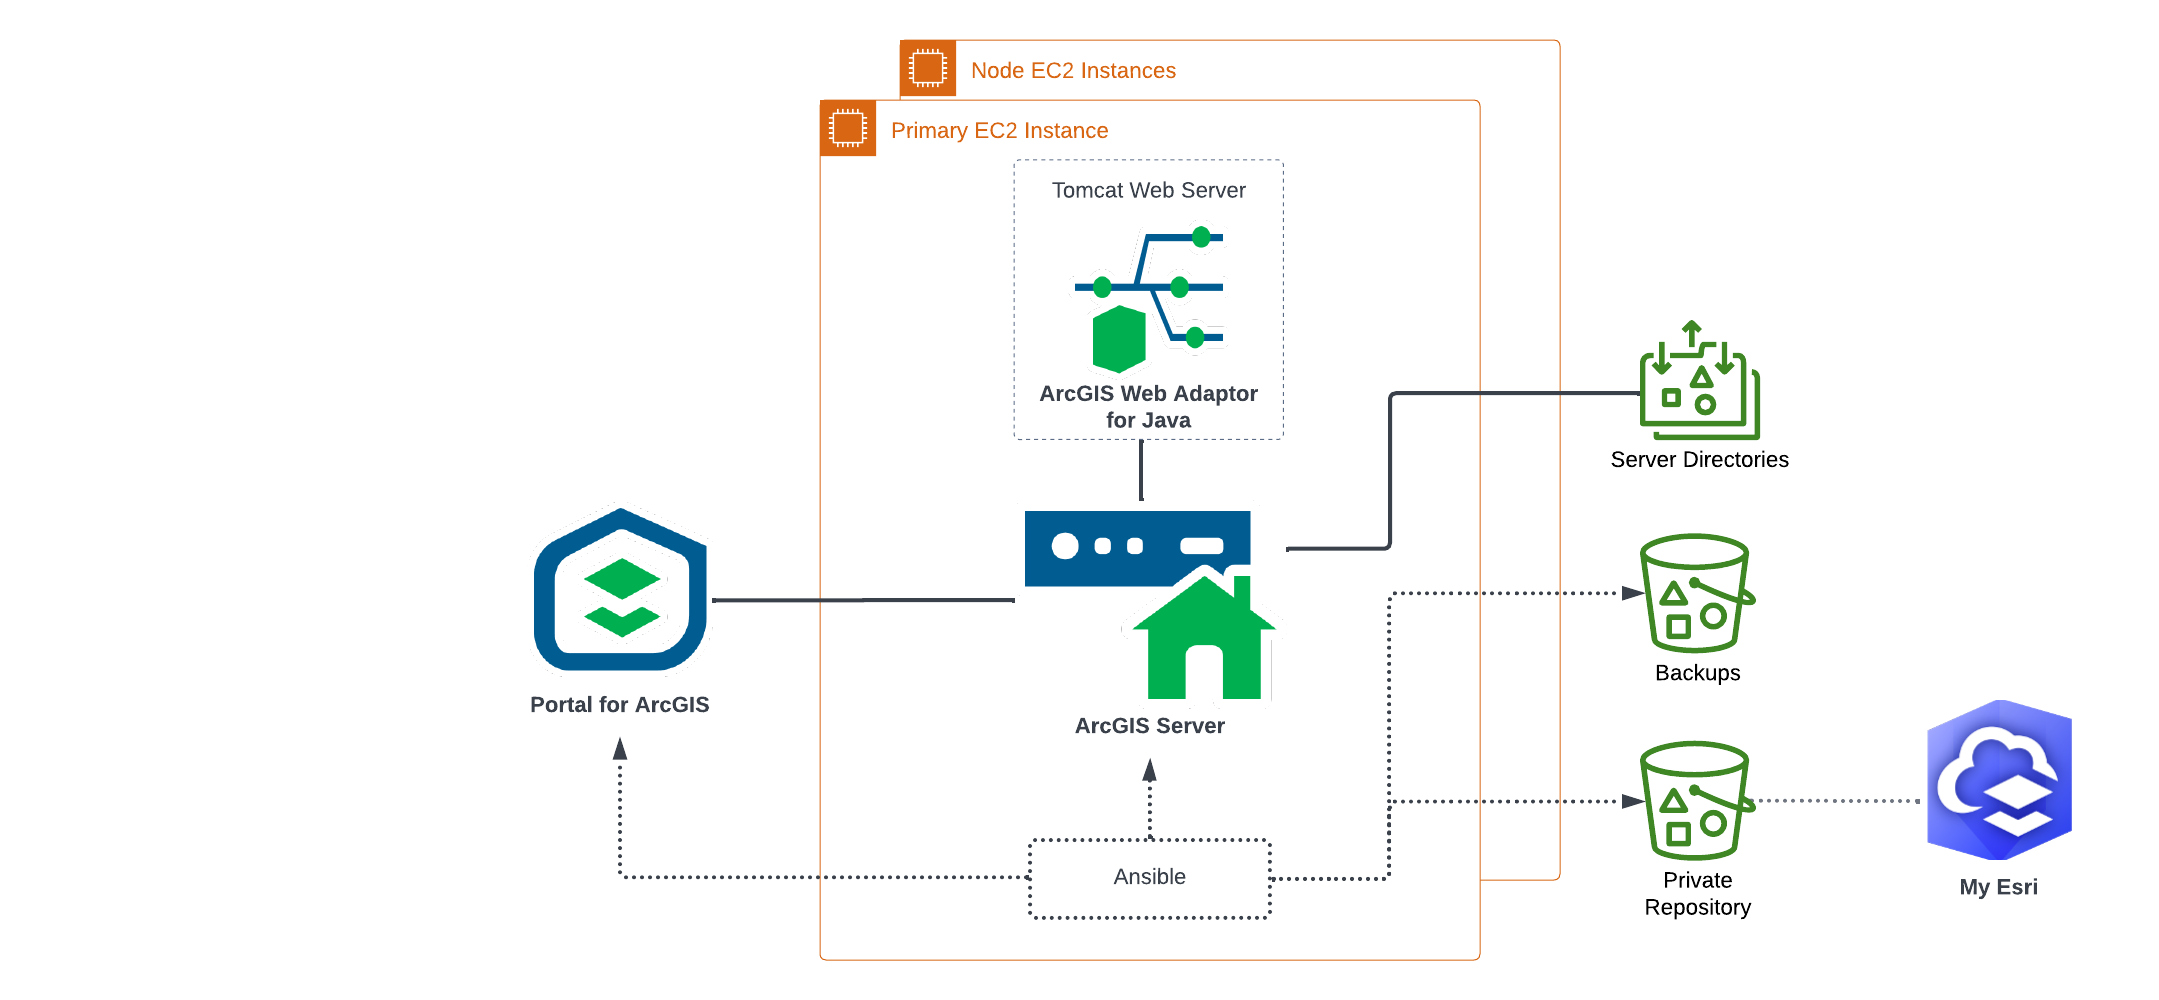 Node EC2 Instances
Primary EC2 Instance
Tomcat Web Server
ArcGIS Web Adaptor
for Java
Server Directories
Backups
Portal for ArcGIS
ArcGIS Server
Ansible
Private
Repository
My Esri